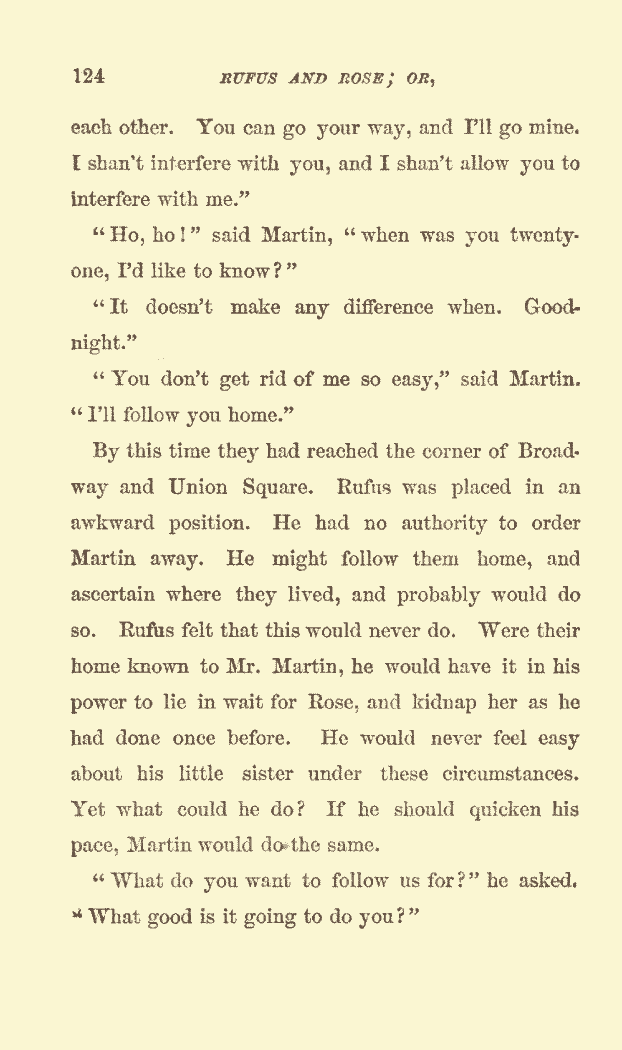 124 RUFUS AND ROSE; OR,
each other. You can go your way, and I'll go mine.
I shan't interfere with you, and I shan't allow you to
interfere with me."
"Ho, ho!" said Martin, "when was you twenty-
one, I'd like to know?"
"It doesn't make any difference when. Good-
night."
"You don't get rid of me so easy," said Martin.
"I'll follow you home."
By this time they had reached the corner of Broad-
way and Union Square. Rufus was placed in an
awkward position. He had no authority to order
Martin away. He might follow them home, and
ascertain where they lived, and probably would do
so. Rufus felt that this would never do. Were their
home known to Mr. Martin, he would have it in his
power to lie in wait for Rose, and kidnap her as he
had done once before. He would never feel easy
about his little sister under these circumstances.
Yet what could he do? If he should quicken his
pace, Martin would do the same.
"What do you want to follow us for?" he asked.
"What good is it going to do you?"